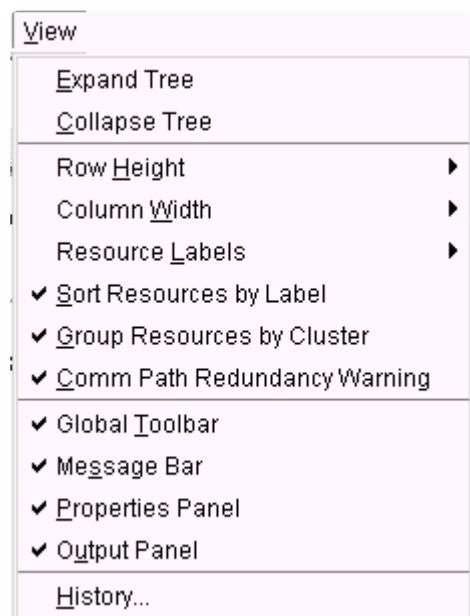 View
Expand Tree
Collapse Tree
Row Height
Column Width
Resource Labels
Sort Resources by Label
Group Resources by Cluster
Comm Path Redundancy Warning
Global Toolbar
Message Bar
Properties Panel
Output Panel
History...